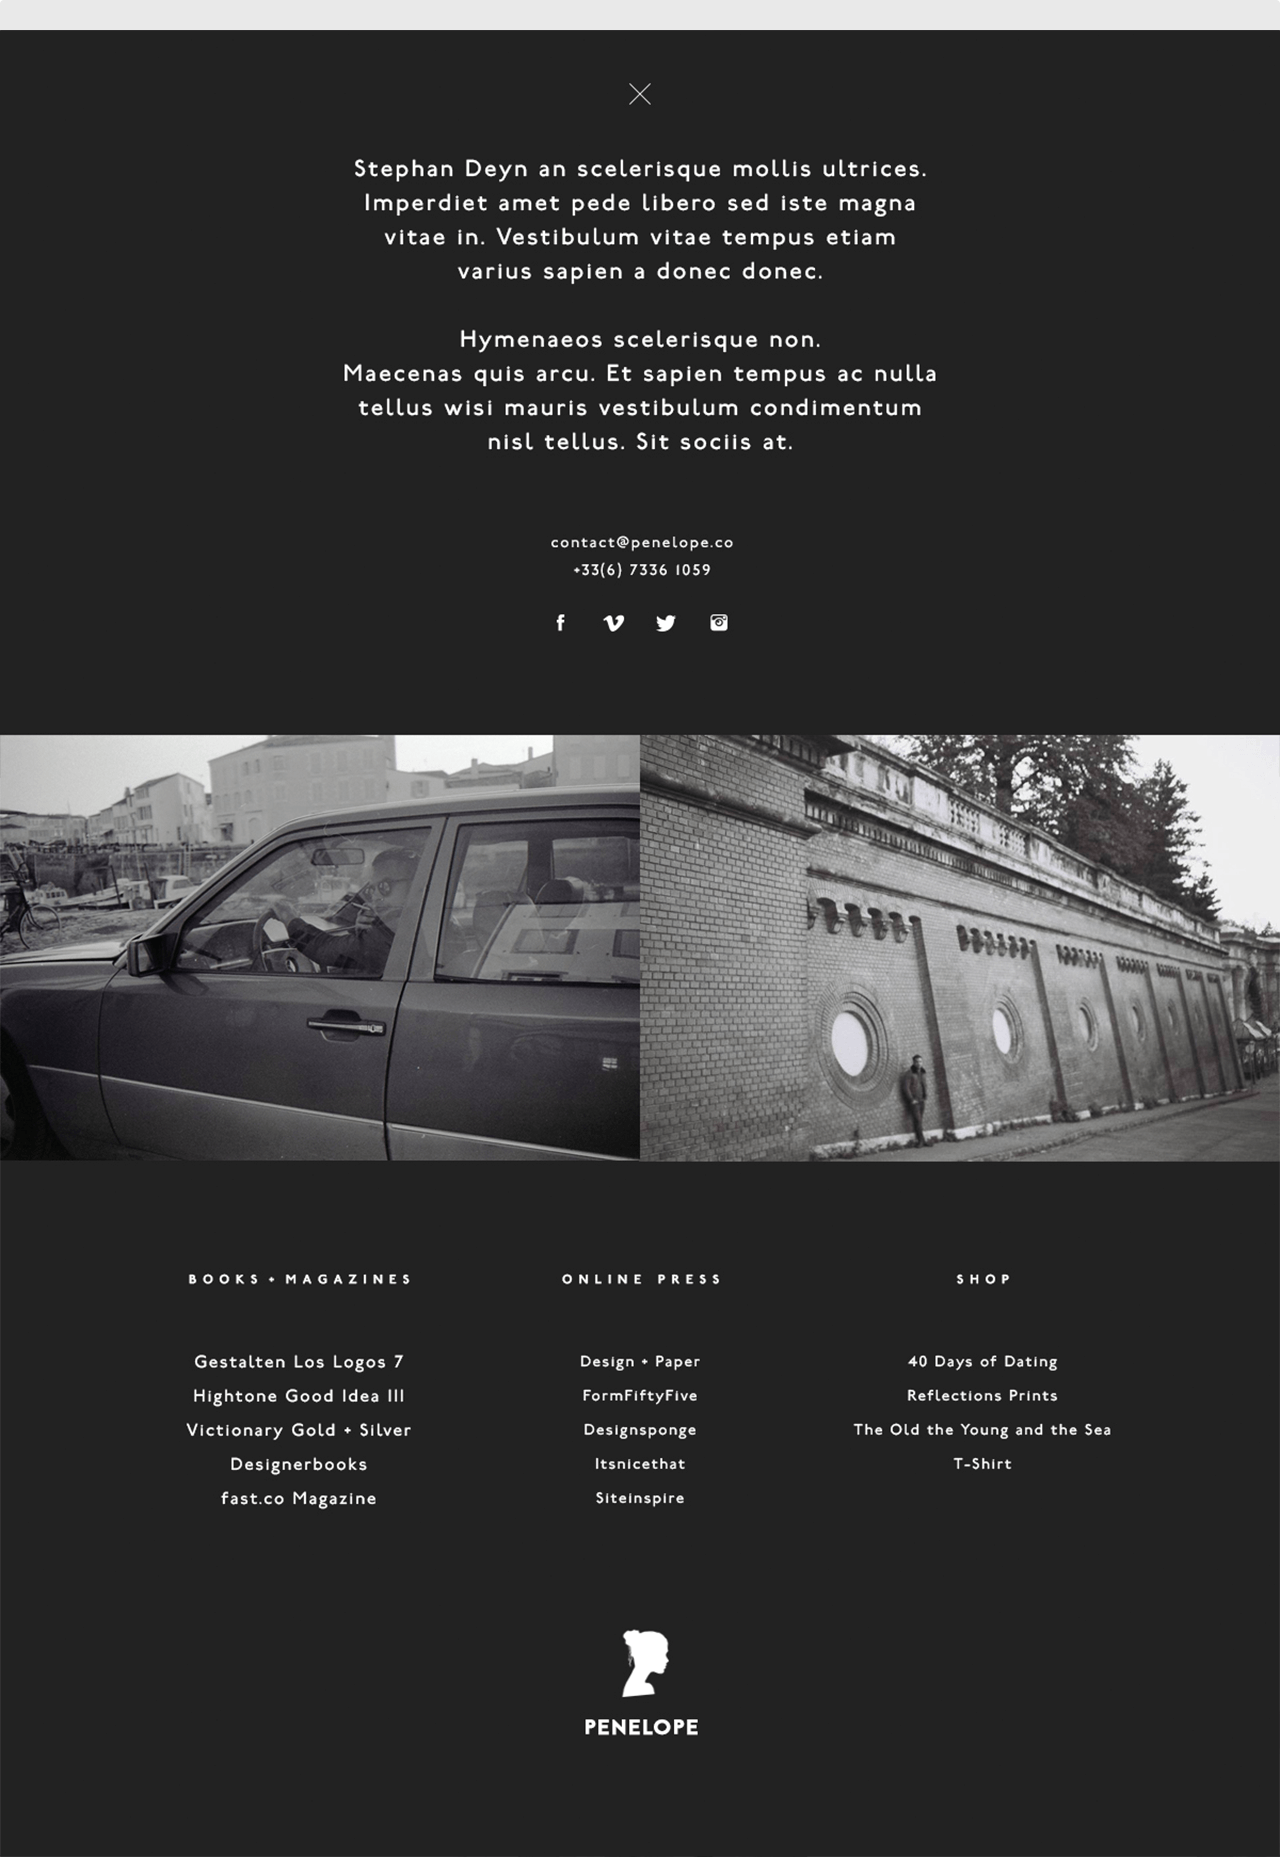 Stephan Deyn an scelerisque mollis ultrices.
Imperdiet amet pede libero sed iste magna
vitae in. Vestibulum vitae tempus etiam
varius sapien a donec donec.
Hymenaeos scelerisque non.
Maecenas quis arcu. Et sapien tempus ac nulla
tellus wisi mauris vestibulum condimentum
nisl tellus. Sit sociis at.
contact@penelope.co
+33(6) 7336 1059
BOOKS + MAGAZINES
Gestalten Los Logos 7
Hightone Good Idea III
Victionary Gold + Silver
Designerbooks
fast.co Magazine
ONLINE PRESS
Design + Paper
FormFiftyFive
Designsponge
Itsnicethat
Siteinspire
SHOP
40 Days of Dating
Reflections Prints
The Old the Young and the Sea
T-Shirt
PENELOPE